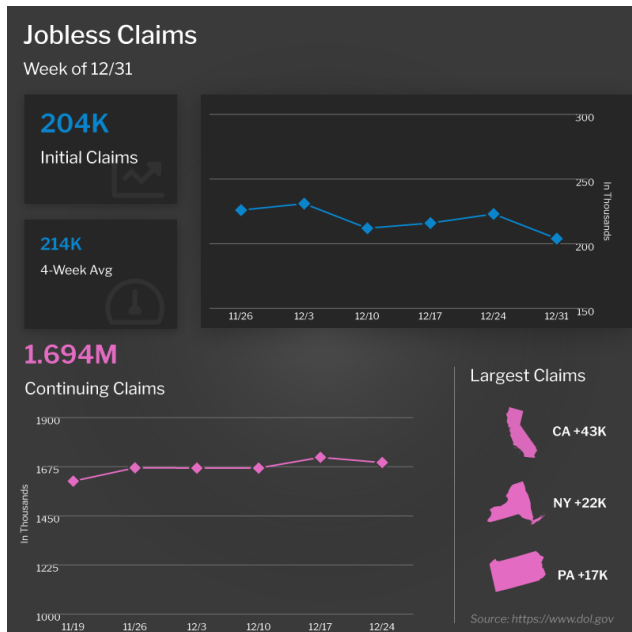 Jobless Claims
Week of 12/31
204K
Initial Claims
214K
4-Week Avg
300
250
200
150
In Thousands
11/26 12/3 12/10 12/17 12/24 12/31
1.694M
Continuing Claims
1900
1675
1450
1225
1000
In Thousands
11/19 11/26 12/3 12/10 12/17 12/24
Largest Claims
CA +43K
NY +22K
PA +17K
Source: https://www.dol.gov